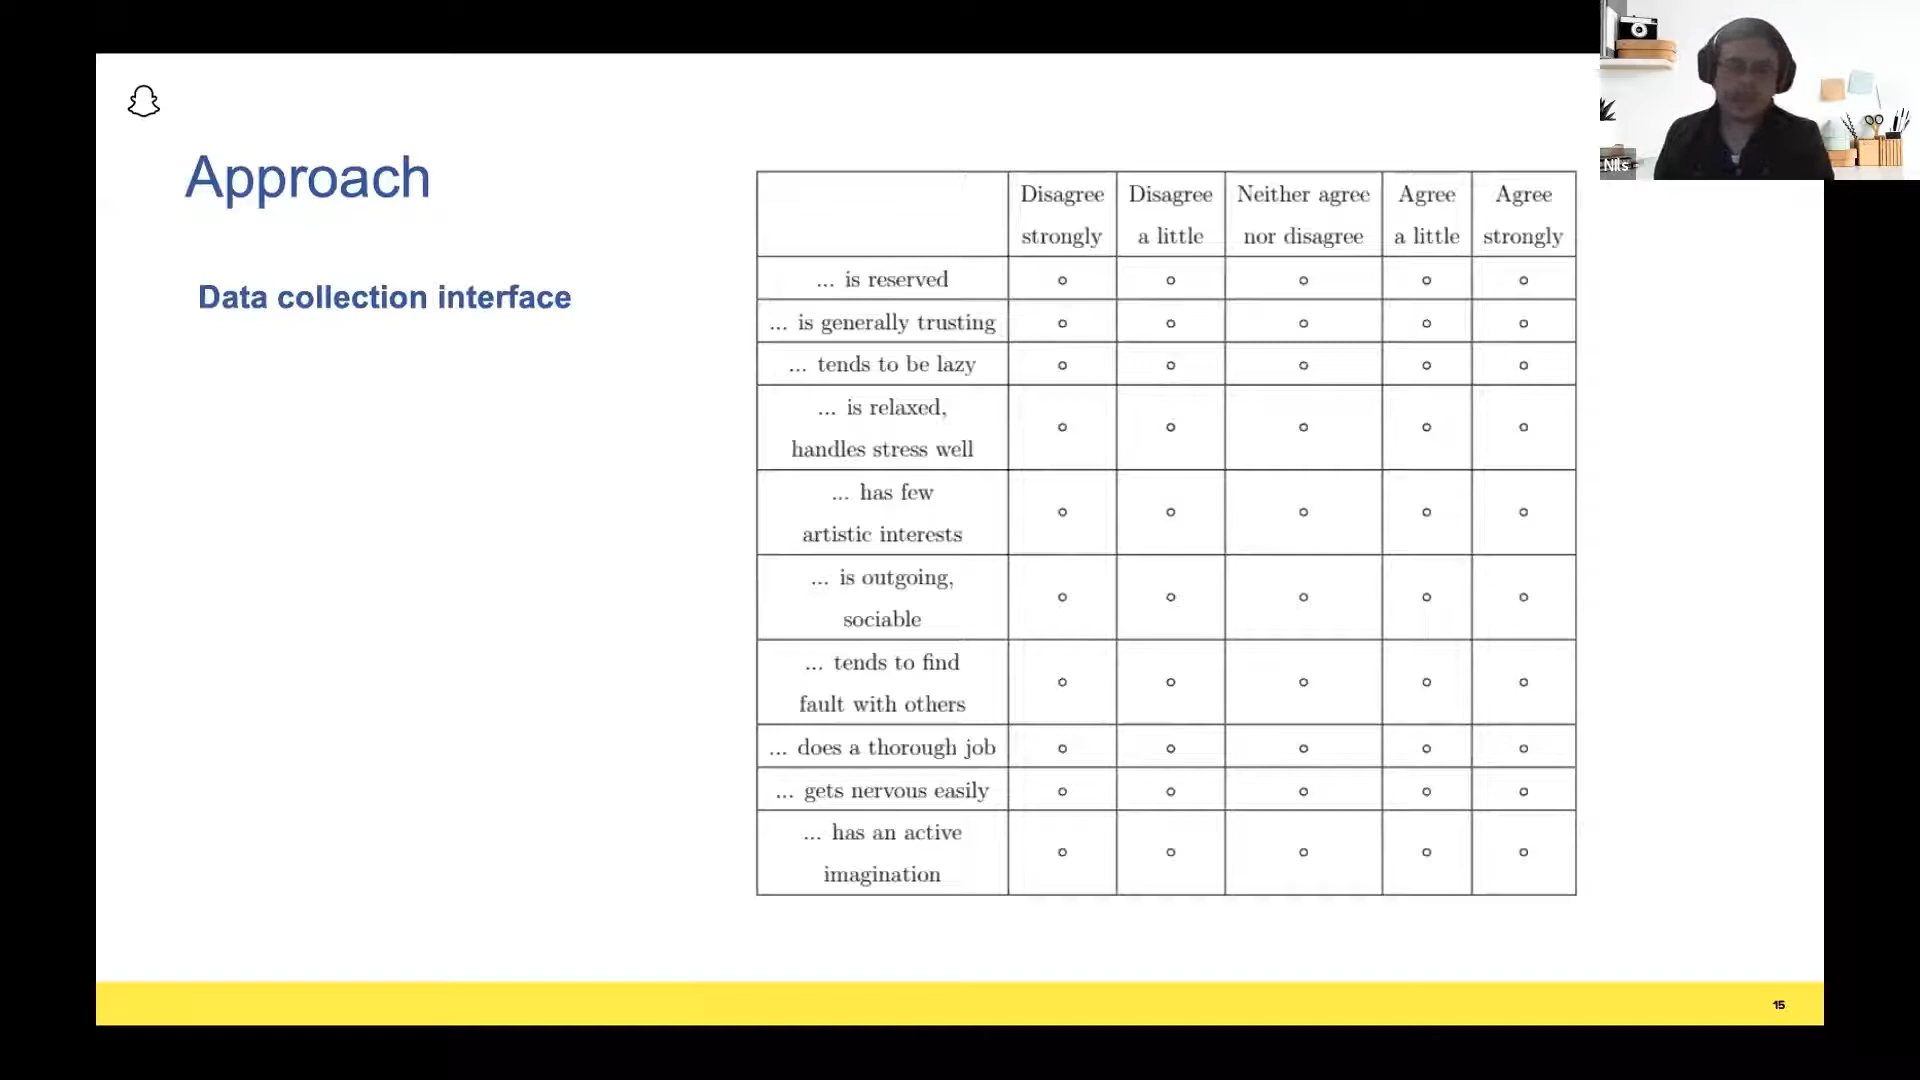 Approach
Data collection interface
Disagree strongly
Disagree a little
Neither agree nor disagree
Agree a little
Agree strongly
... is reserved
... is generally trusting
... tends to be lazy
... is relaxed,
handles stress well
... has few
artistic interests
... is outgoing,
sociable
... tends to find
fault with others
... does a thorough job
... gets nervous easily
... has an active
imagination
Nils
15